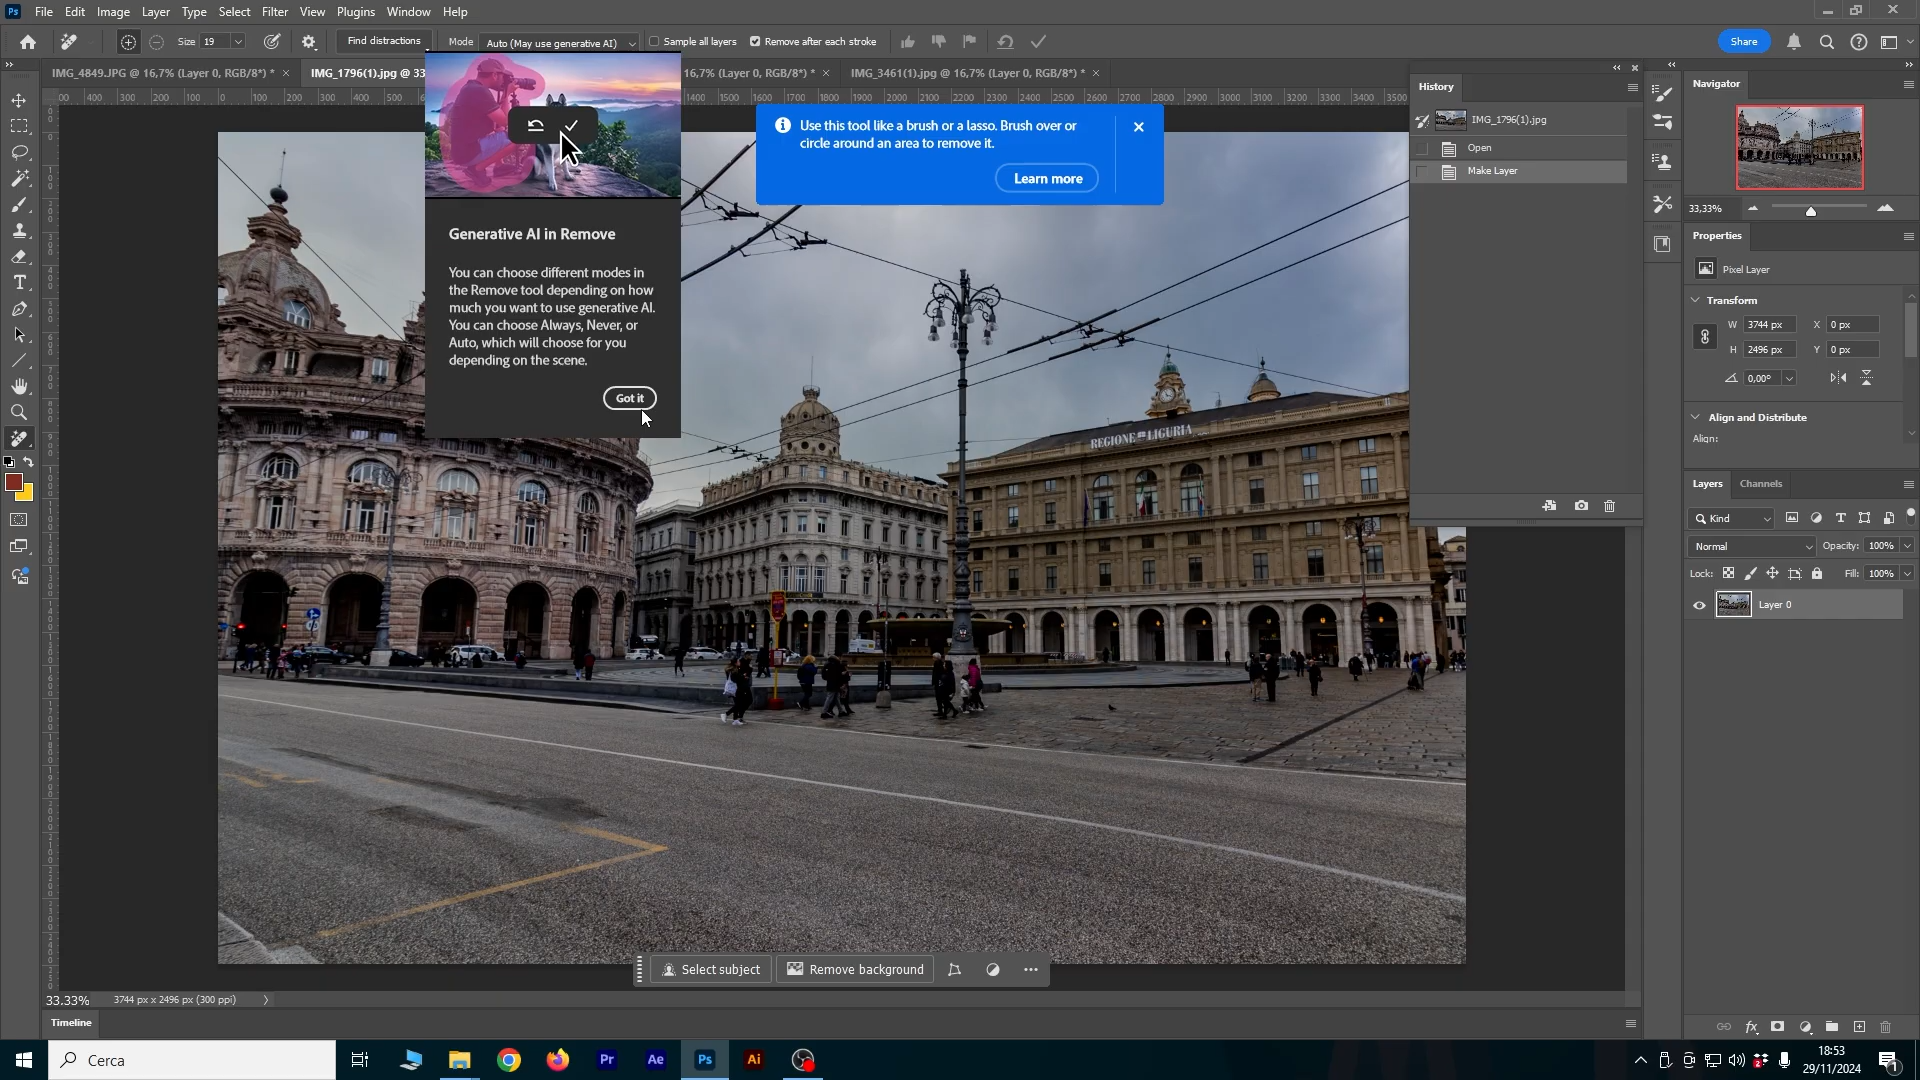 Ps File Edit Image Layer Type Select Filter View Plugins Window Help
Size 19 Find distractions Mode Auto (May use generative AI) Sample all layers Remove after each stroke Share
IMG_4849.JPG @ 16,7% (Layer 0, RGB/8*) * IMG_1796(1).jpg @ 33 16,7% (Layer 0, RGB/8*) * IMG_3461(1).jpg @ 16,7% (Layer 0, RGB/8*) *
Use this tool like a brush or a lasso. Brush over or
circle around an area to remove it.
Learn more
Generative AI in Remove
You can choose different modes in
the Remove tool depending on how
much you want to use generative AI.
You can choose Always, Never, or
Auto, which will choose for you
depending on the scene.
Got it
REGIONE LIGURIA
History
IMG_1796(1).jpg
Open
Make Layer
Navigator
33,33%
Properties
Pixel Layer
Transform
W 3744 px X 0 px
H 2496 px Y 0 px
0,00°
Align and Distribute
Align:
Layers Channels
Kind
Normal Opacity: 100%
Lock: Fill: 100%
Layer 0
Select subject Remove background
33.33% 3744 px x 2496 px (300 ppi)
Timeline
Cerca Pr Ae Ps Ai
18:53
29/11/2024